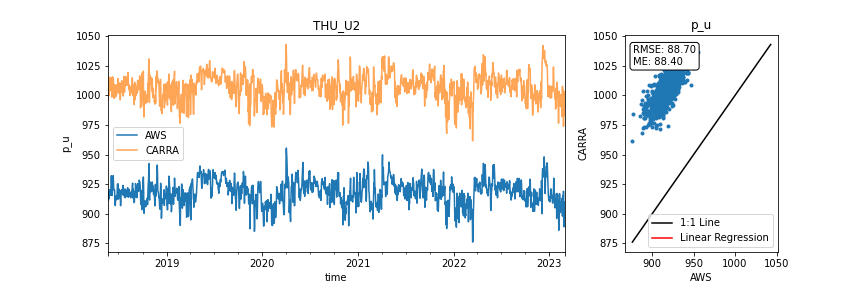 THU_U2
p_u
1050
1025
1000
975
950
925
900
875
p_u
AWS
CARRA
2019
2020
2021
2022
2023
time
RMSE: 88.70
ME: 88.40
1050
1025
1000
975
950
925
900
875
CARRA
1:1 Line
Linear Regression
900
950
1000
1050
AWS